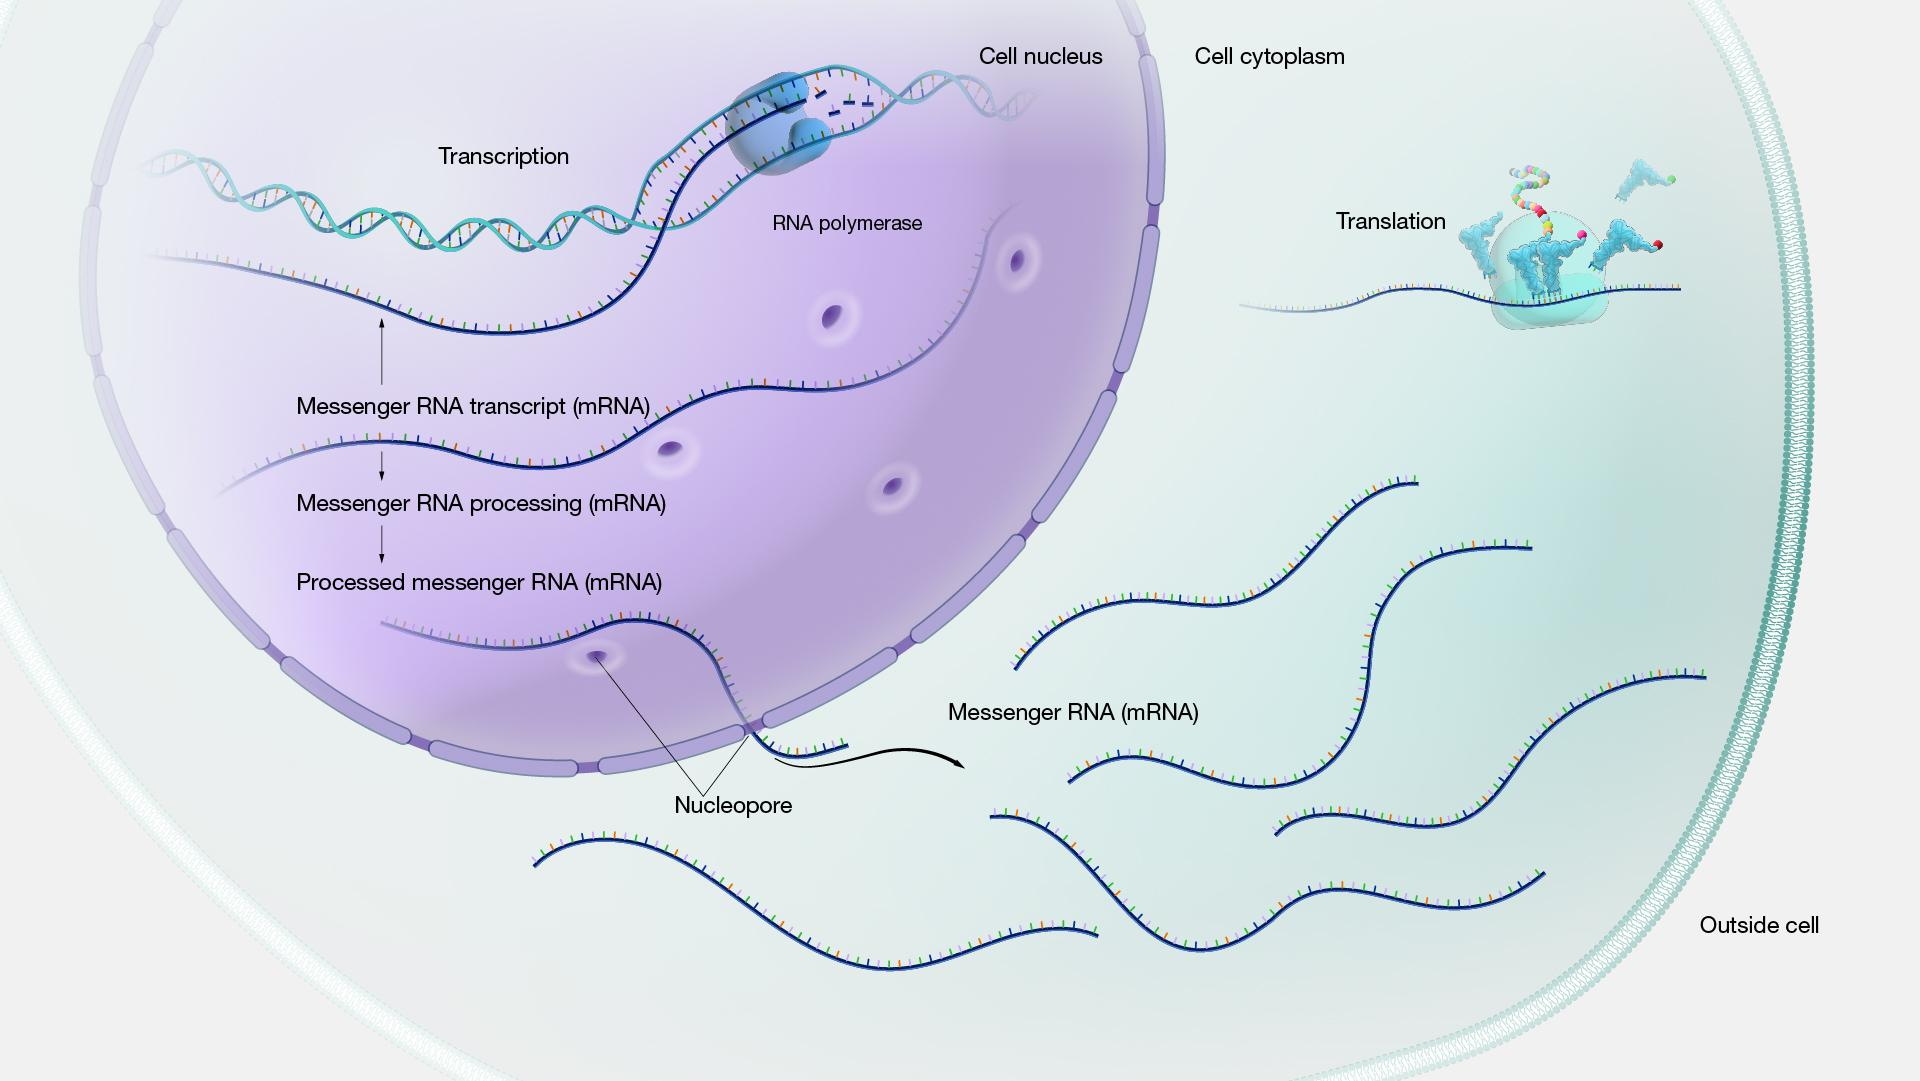 Cell nucleus
Cell cytoplasm
Transcription
RNA polymerase
Translation
Messenger RNA transcript (mRNA)
Messenger RNA processing (mRNA)
Processed messenger RNA (mRNA)
Messenger RNA (mRNA)
Nucleopore
Outside cell